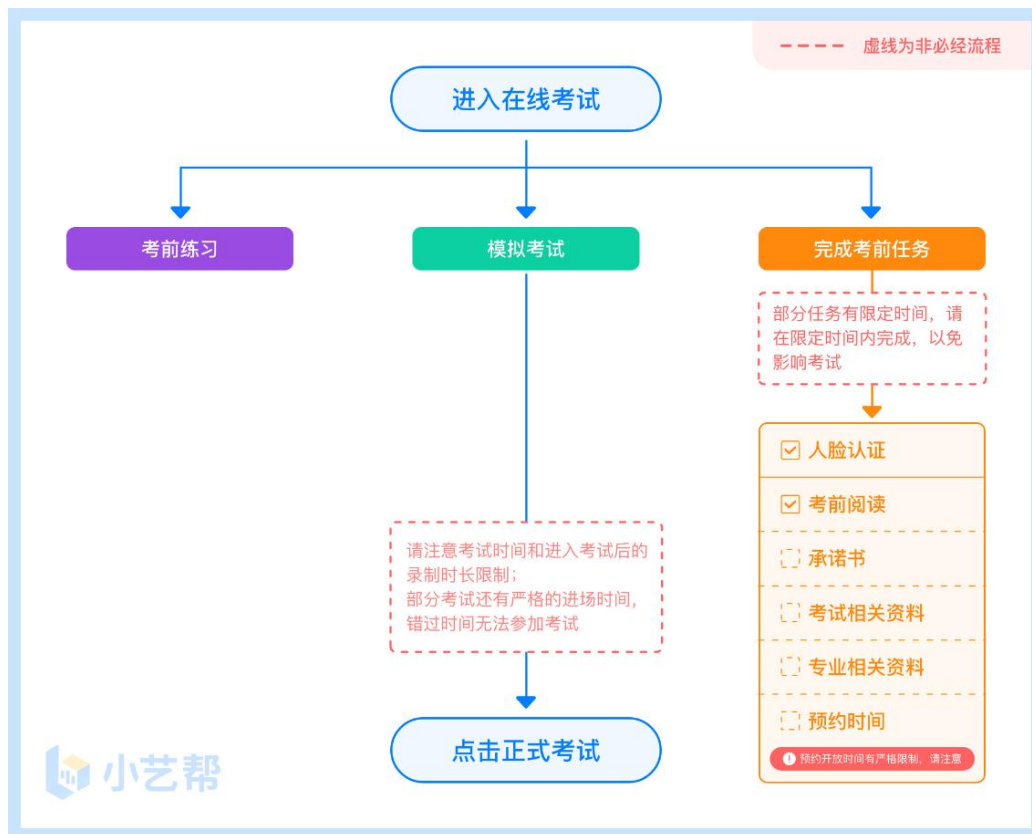 虚线为非必经流程
进入在线考试
考前练习
模拟考试
完成考前任务
部分任务有限定时间，请
在限定时间内完成，以免
影响考试
人脸认证
考前阅读
承诺书
考试相关资料
专业相关资料
预约时间
预约开放时间有严格限制，请注意
请注意考试时间和进入考试后的
录制时长限制；
部分考试还有严格的进场时间，
错过时间无法参加考试
点击正式考试
小艺帮